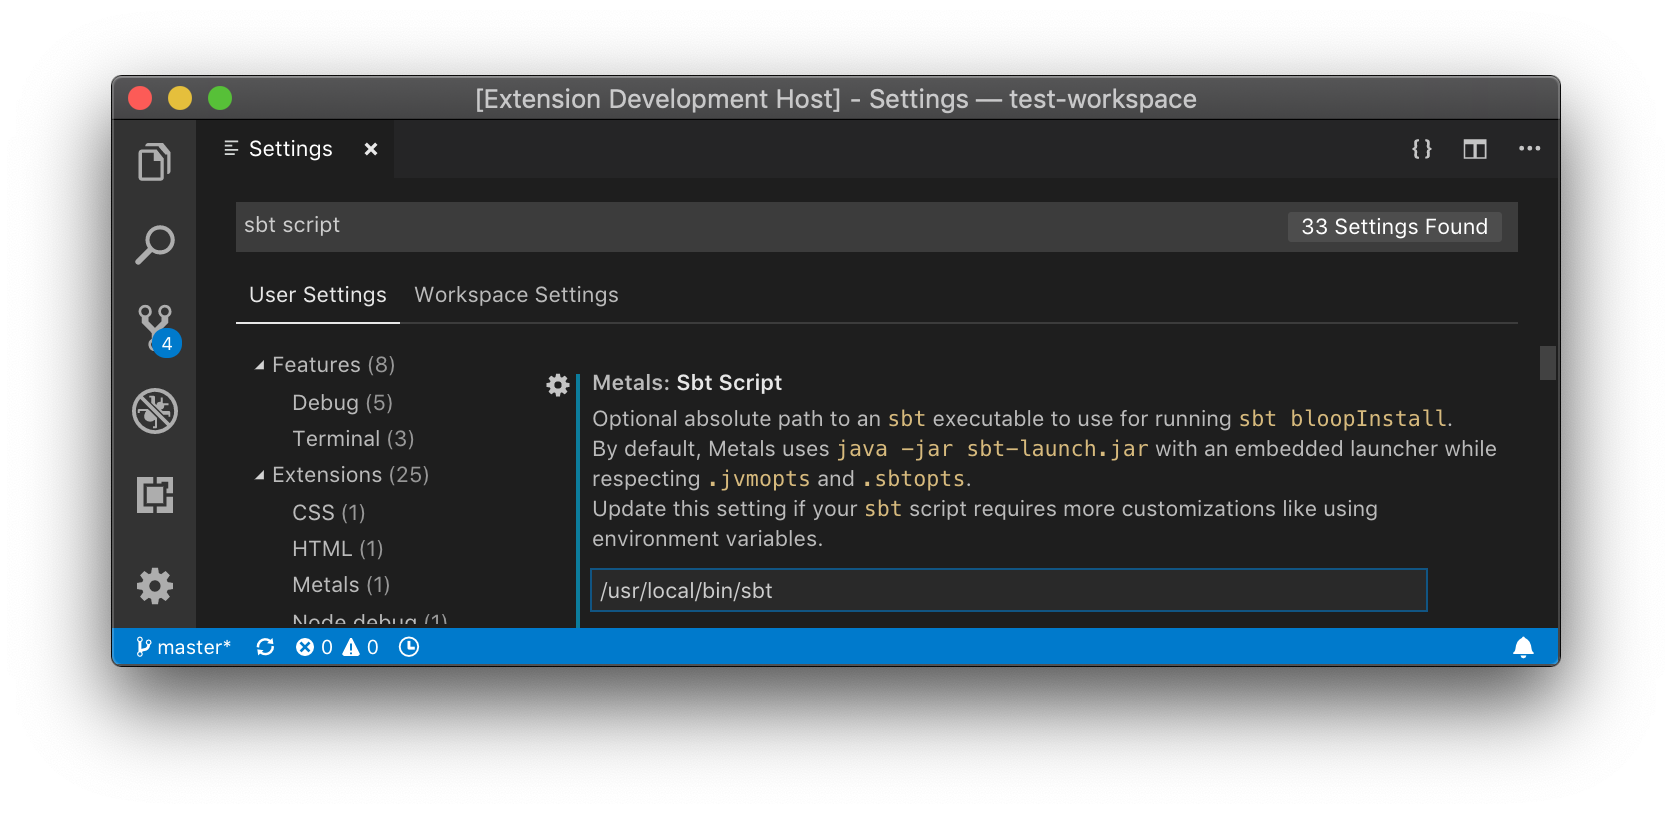 [Extension Development Host] - Settings — test-workspace
Settings
sbt script
33 Settings Found
User Settings Workspace Settings
Features (8)
Debug (5)
Terminal (3)
Extensions (25)
CSS (1)
HTML (1)
Metals (1)
Node debug (1)
Metals: Sbt Script
Optional absolute path to an sbt executable to use for running sbt bloopInstall.
By default, Metals uses java -jar sbt-launch.jar with an embedded launcher while
respecting .jvmopts and .sbtopts.
Update this setting if your sbt script requires more customizations like using
environment variables.
/usr/local/bin/sbt
4
master* 0 0